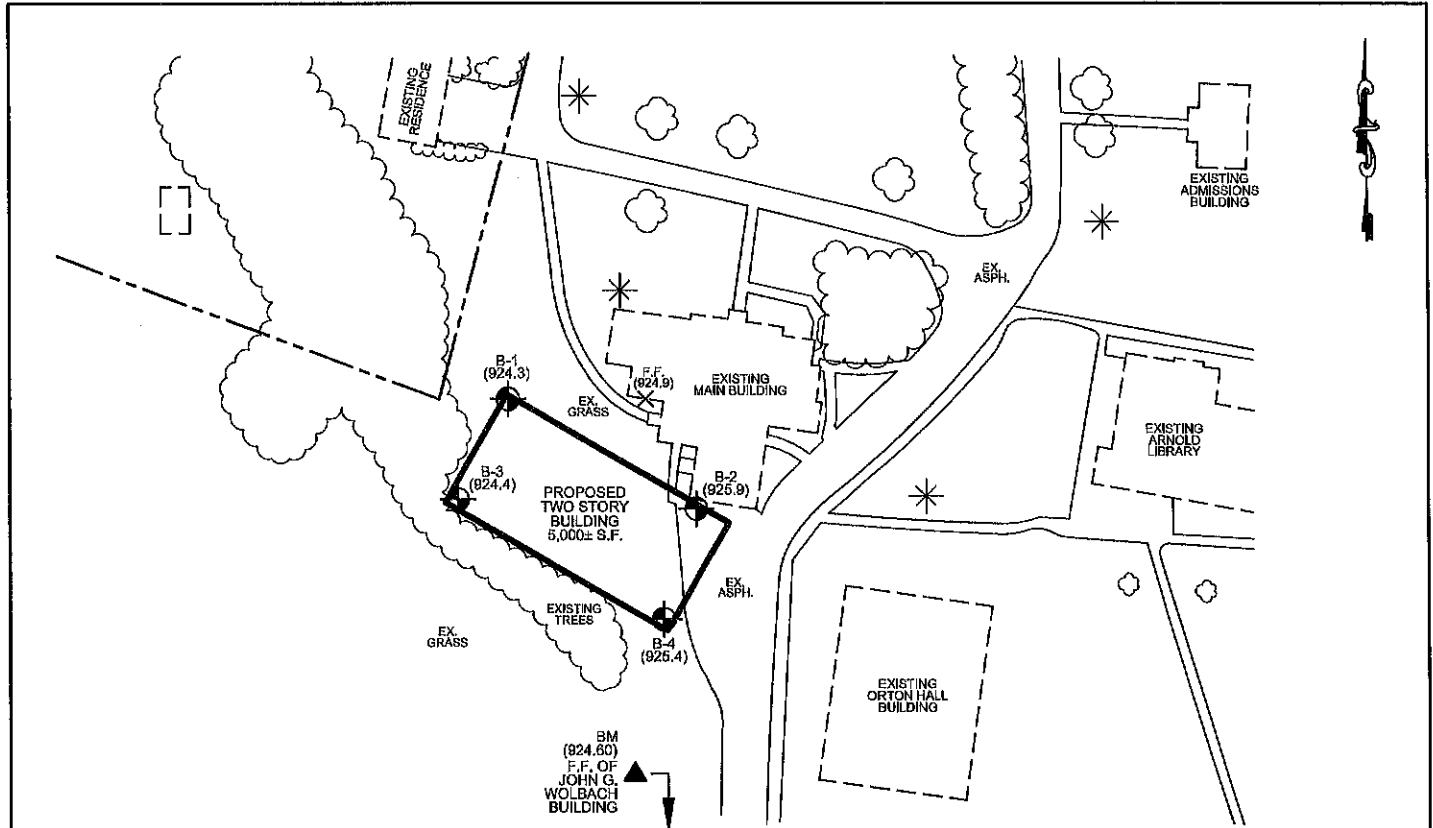 EXISTING
RESIDENCE
EXISTING
ADMISSIONS
BUILDING
EX.
ASPH.
B-1
(924.3)
F.F.
(924.9)
EXISTING
MAIN BUILDING
EX.
GRASS
EXISTING
ARNOLD
LIBRARY
B-3
(924.4)
B-2
(925.9)
PROPOSED
TWO STORY
BUILDING
5,000± S.F.
EX.
ASPH.
EXISTING
TREES
EX.
GRASS
B-4
(925.4)
EXISTING
ORTON HALL
BUILDING
BM
(924.60)
F.F. OF
JOHN G.
WOLBACH
BUILDING